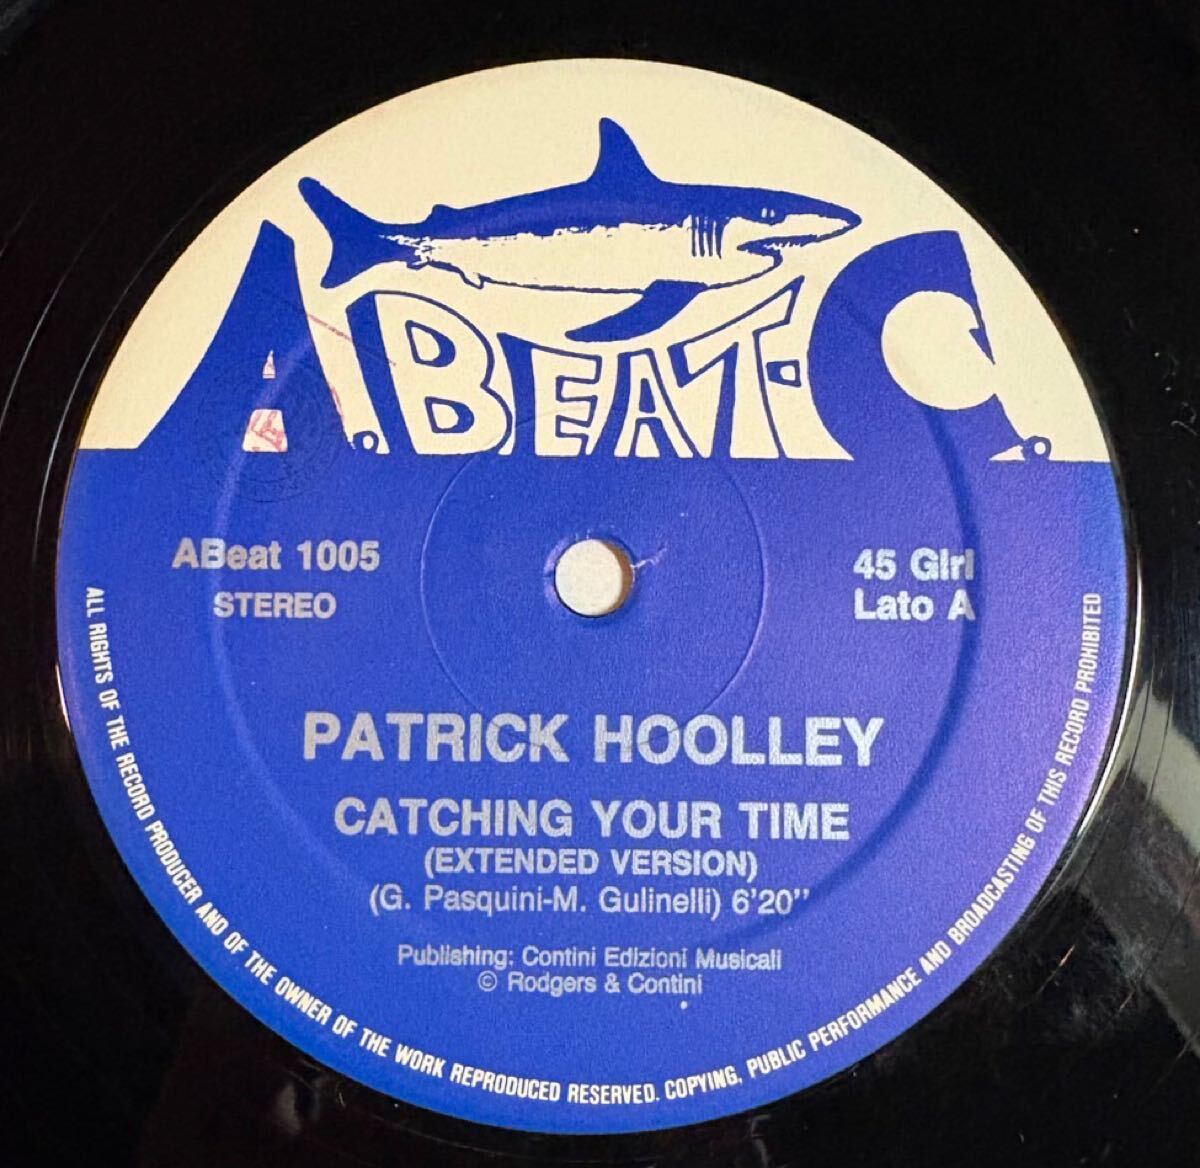 A.BEAT-C.
ABeat 1005
STEREO
45 Giri
Lato A
PATRICK HOOLLEY
CATCHING YOUR TIME
(EXTENDED VERSION)
(G. Pasquini-M. Gulinelli) 6'20''
Publishing: Contini Edizioni Musicali
© Rodgers & Contini
ALL RIGHTS OF THE RECORD PRODUCER AND OF THE OWNER OF THE WORK REPRODUCED RESERVED. COPYING, PUBLIC PERFORMANCE AND BROADCASTING OF THIS RECORD PROHIBITED